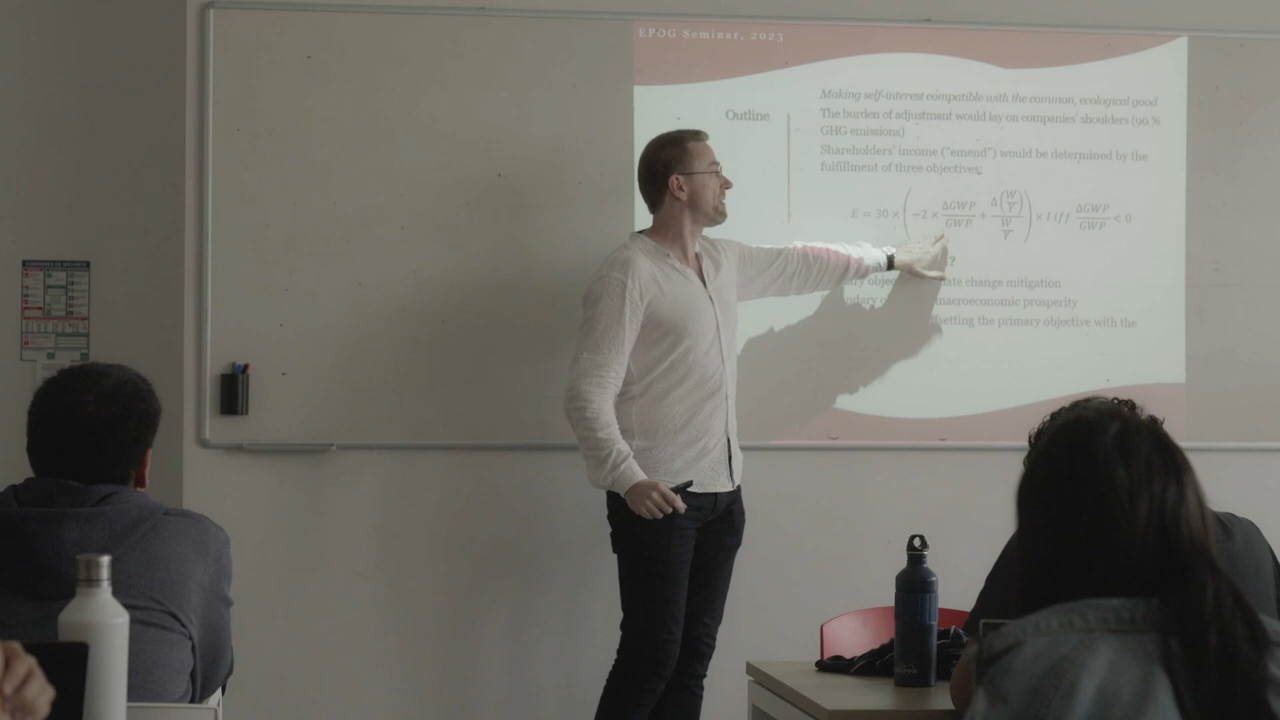 EPOG Seminar, 2023
Outline
Making self-interest compatible with the common, ecological good
The burden of adjustment would lay on companies' shoulders (90 %
GHG emissions)
Shareholders' income ("emend") would be determined by the
fulfillment of three objectives:
E = 30 × ( −2 × ΔGWP/GWP + Δ(W/Y) / (W/Y) ) × I iff ΔGWP/GWP < 0
?
climate change mitigation
macroeconomic prosperity
setting the primary objective with the